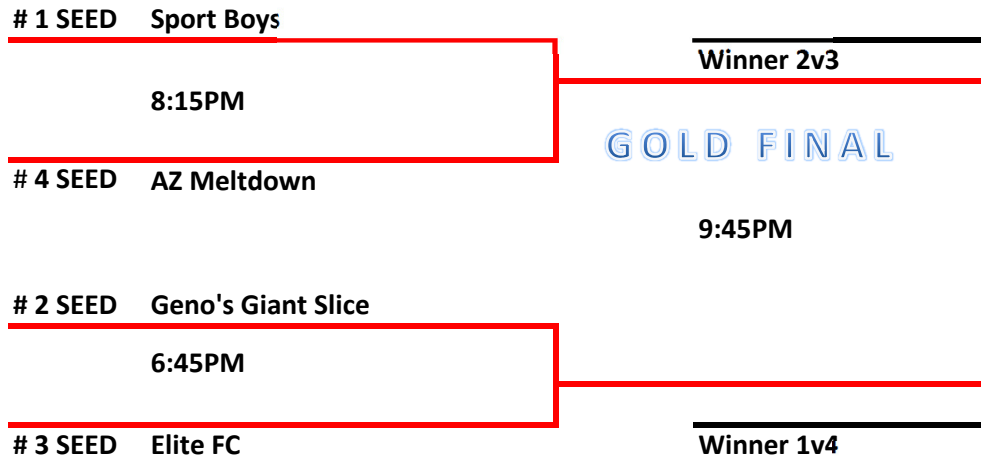 # 1 SEED Sport Boys
Winner 2v3
8:15PM
GOLD FINAL
# 4 SEED AZ Meltdown
9:45PM
# 2 SEED Geno's Giant Slice
6:45PM
# 3 SEED Elite FC
Winner 1v4